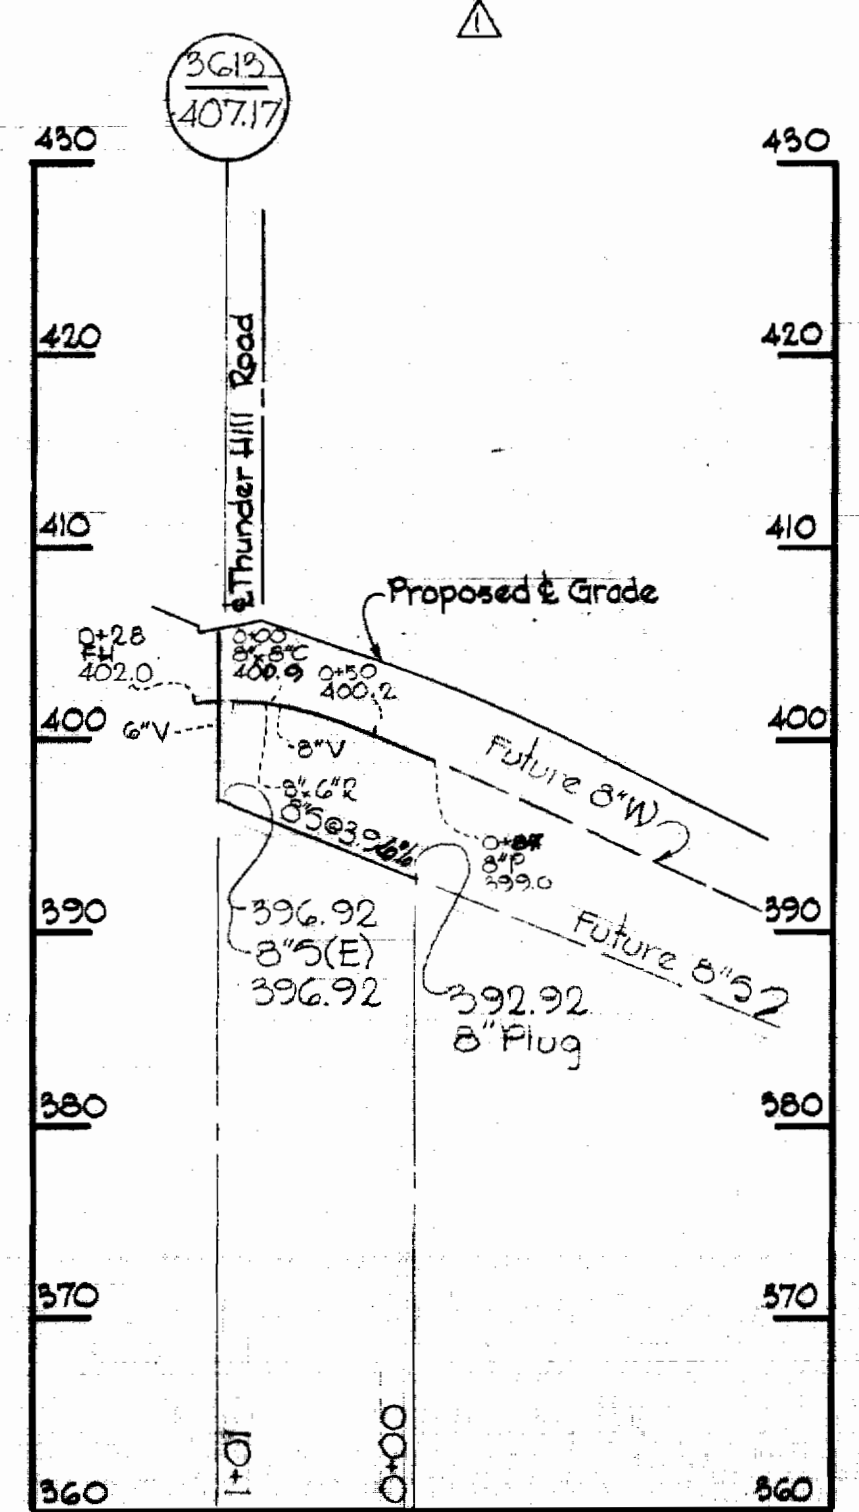 1
3613
407.17
430
430
420
420
410
410
400
400
390
390
380
380
370
370
360
360
℄ Thunder Hill Road
Proposed ℄ Grade
0+28
FH
402.0
0+00
8"x8"C
0+50
400.2
6"V
8"V
8"x6"R
8"S@3.96%
Future 8"W
8"P
399.0
396.92
8"S(E)
396.92
Future 8"S
392.92
8" Plug
1+01
0+00